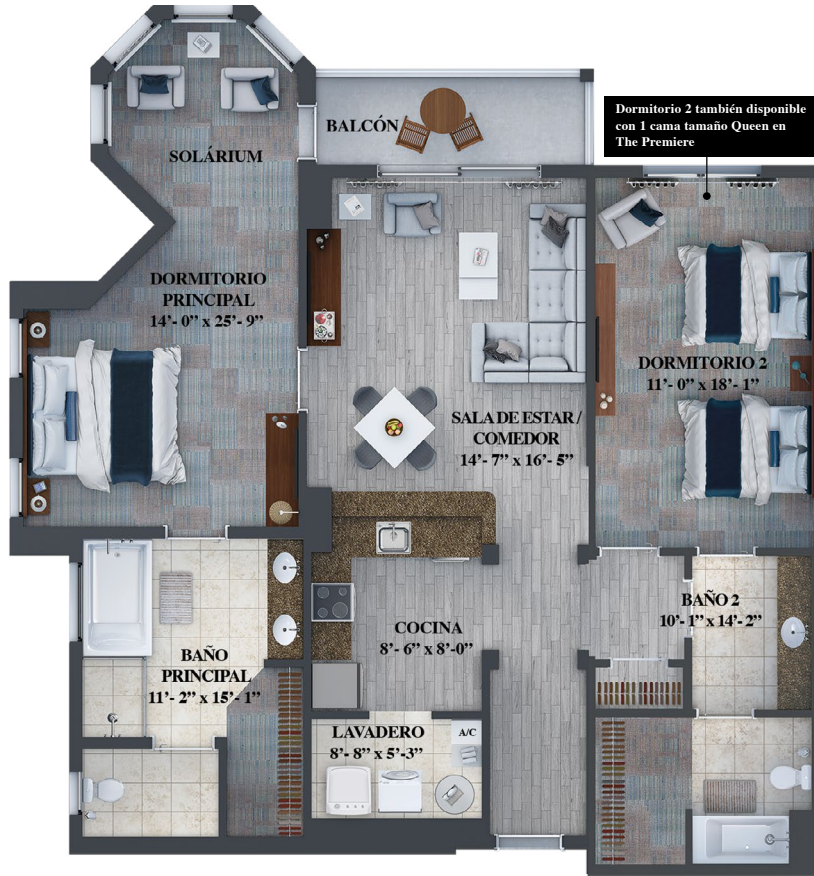 Dormitorio 2 también disponible
con 1 cama tamaño Queen en
The Premiere
BALCÓN
SOLÁRIUM
DORMITORIO
PRINCIPAL
14’- 0” x 25’- 9”
DORMITORIO 2
11’- 0” x 18’- 1”
SALA DE ESTAR /
COMEDOR
14’- 7” x 16’- 5”
BAÑO 2
10’- 1” x 14’- 2”
COCINA
8’- 6” x 8’-0”
BAÑO
PRINCIPAL
11’- 2” x 15’- 1”
LAVADERO
8’- 8” x 5’-3”
A/C